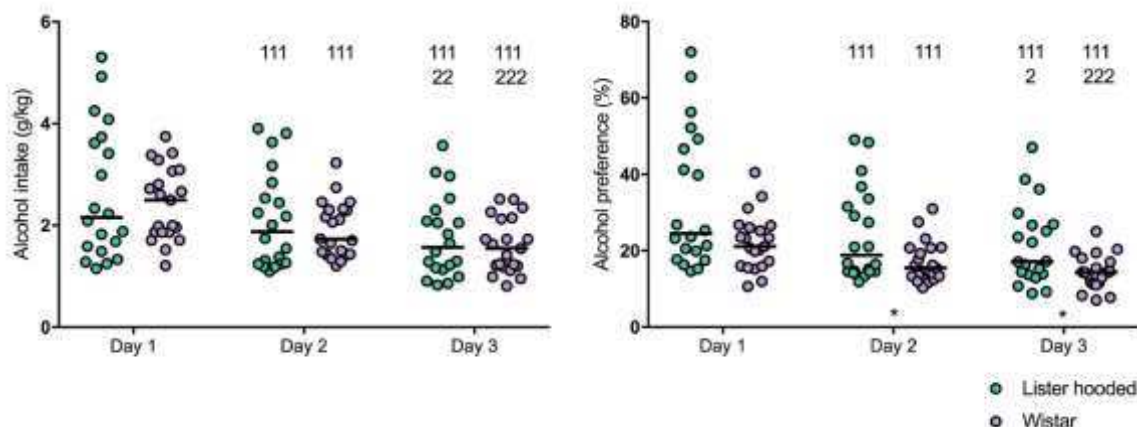 Alcohol intake (g/kg)
6
4
2
0
111
111
111
22
111
222
Day 1
Day 2
Day 3
Alcohol preference (%)
80
60
40
20
0
111
111
111
2
111
222
*
*
Day 1
Day 2
Day 3
Lister hooded
Wistar